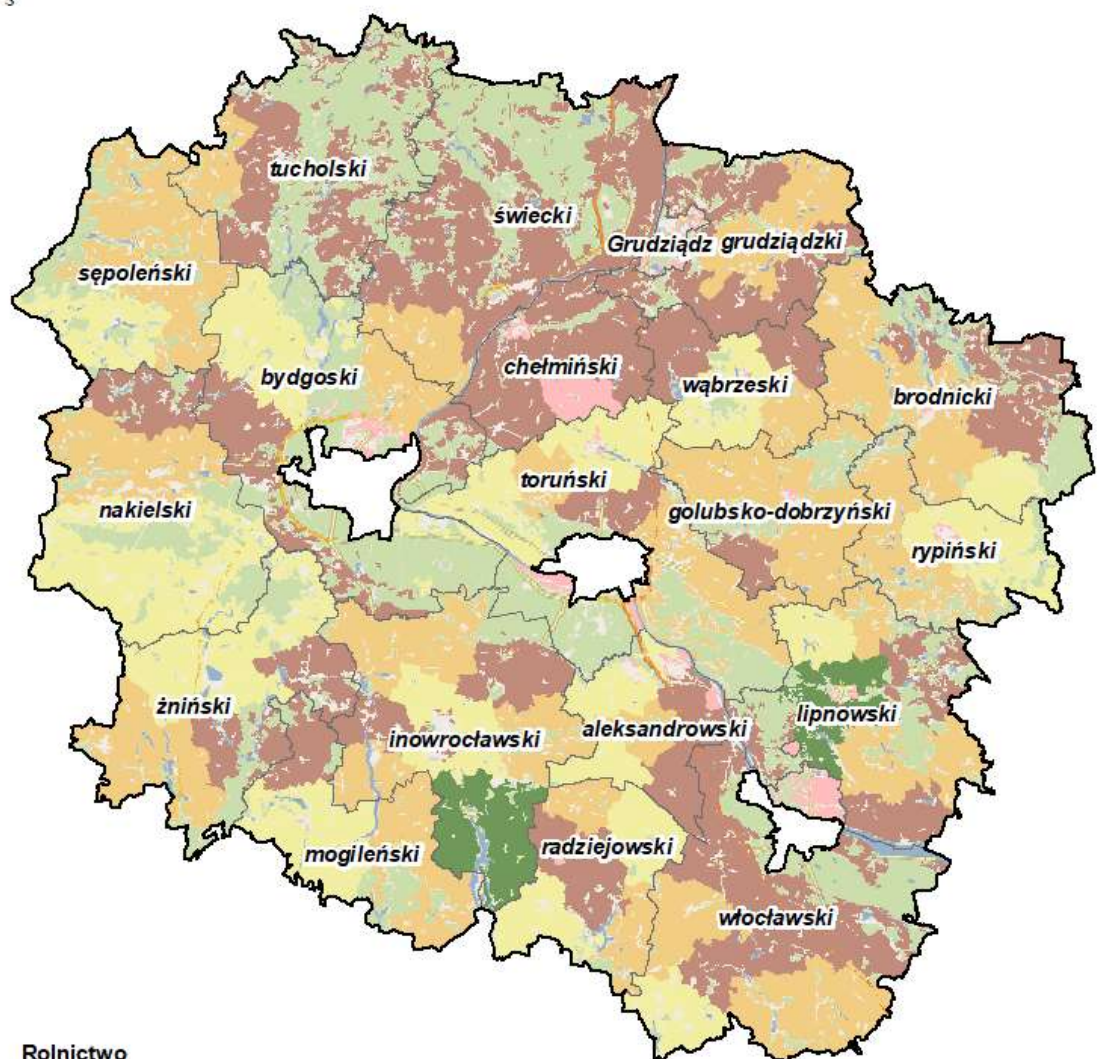 tucholski
świecki
Grudziądz grudziądzki
sępoleński
chełmiński
bydgoski
wąbrzeski
brodnicki
toruński
nakielski
golubsko-dobrzyński
rypiński
żniński
lipnowski
aleksandrowski
inowrocławski
mogileński
radziejowski
włocławski
Rolnictwo